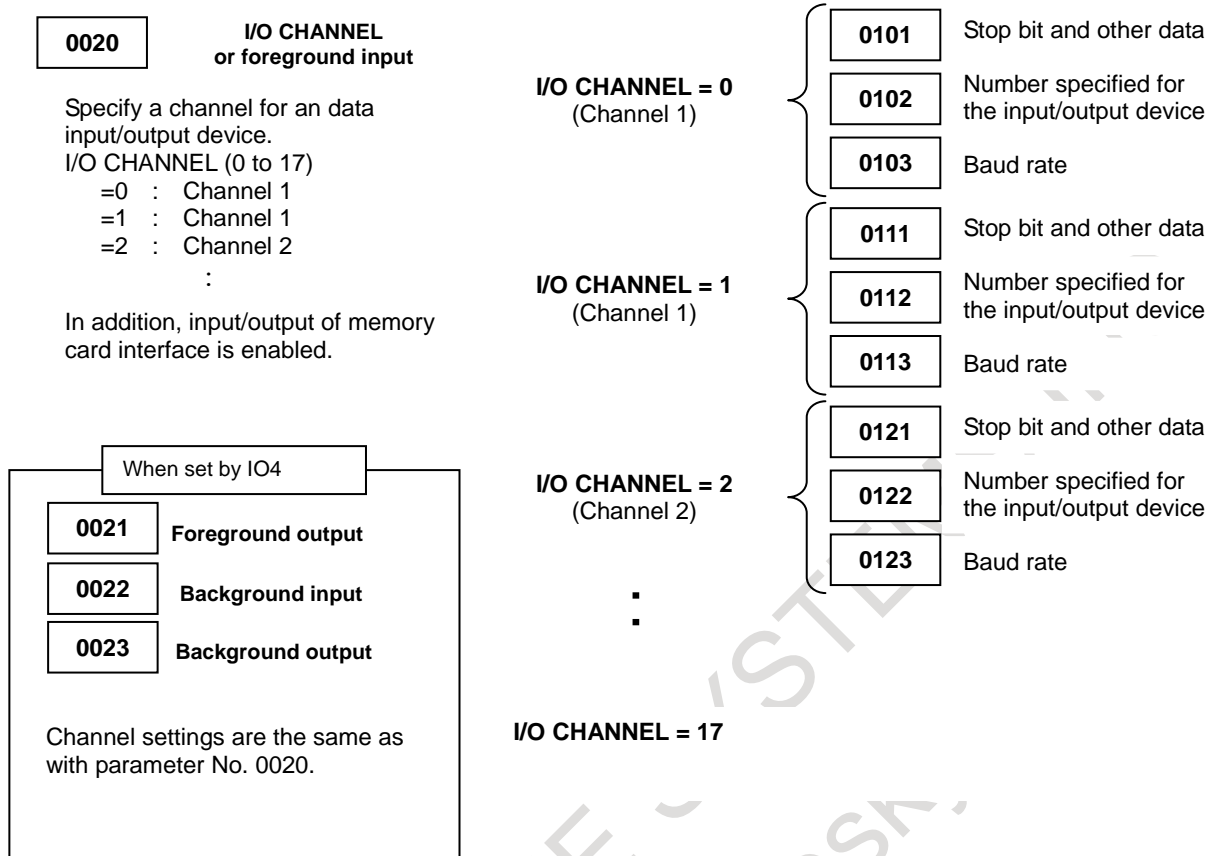 0020
I/O CHANNEL
or foreground input
Specify a channel for an data
input/output device.
I/O CHANNEL (0 to 17)
=0 : Channel 1
=1 : Channel 1
=2 : Channel 2
:
In addition, input/output of memory
card interface is enabled.
When set by IO4
0021 Foreground output
0022 Background input
0023 Background output
Channel settings are the same as
with parameter No. 0020.
I/O CHANNEL = 0
(Channel 1)
0101 Stop bit and other data
0102 Number specified for
the input/output device
0103 Baud rate
I/O CHANNEL = 1
(Channel 1)
0111 Stop bit and other data
0112 Number specified for
the input/output device
0113 Baud rate
I/O CHANNEL = 2
(Channel 2)
0121 Stop bit and other data
0122 Number specified for
the input/output device
0123 Baud rate
:
I/O CHANNEL = 17